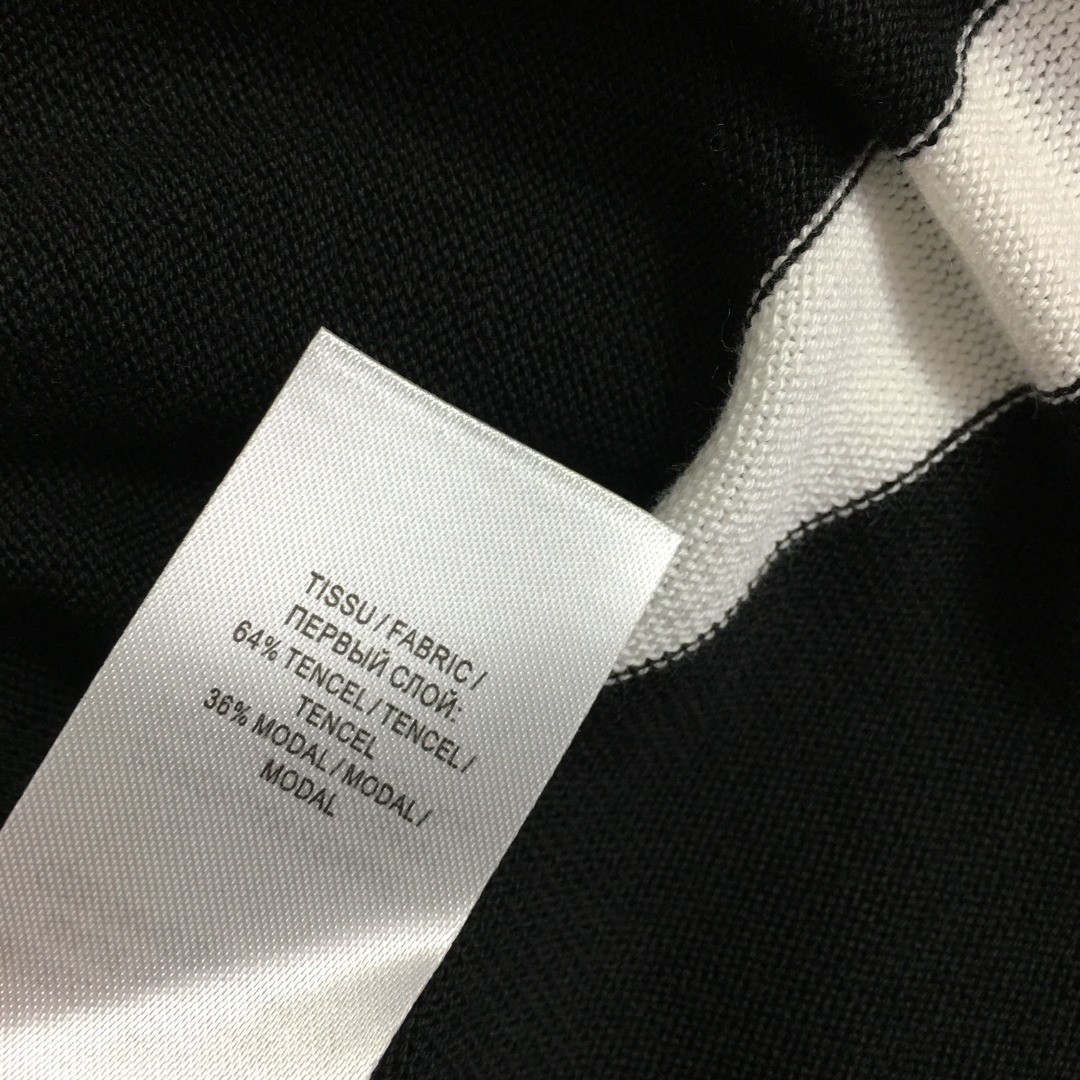 TISSU / FABRIC /
ПЕРВЫЙ СЛОЙ:
64% TENCEL / TENCEL /
TENCEL
36% MODAL / MODAL /
MODAL